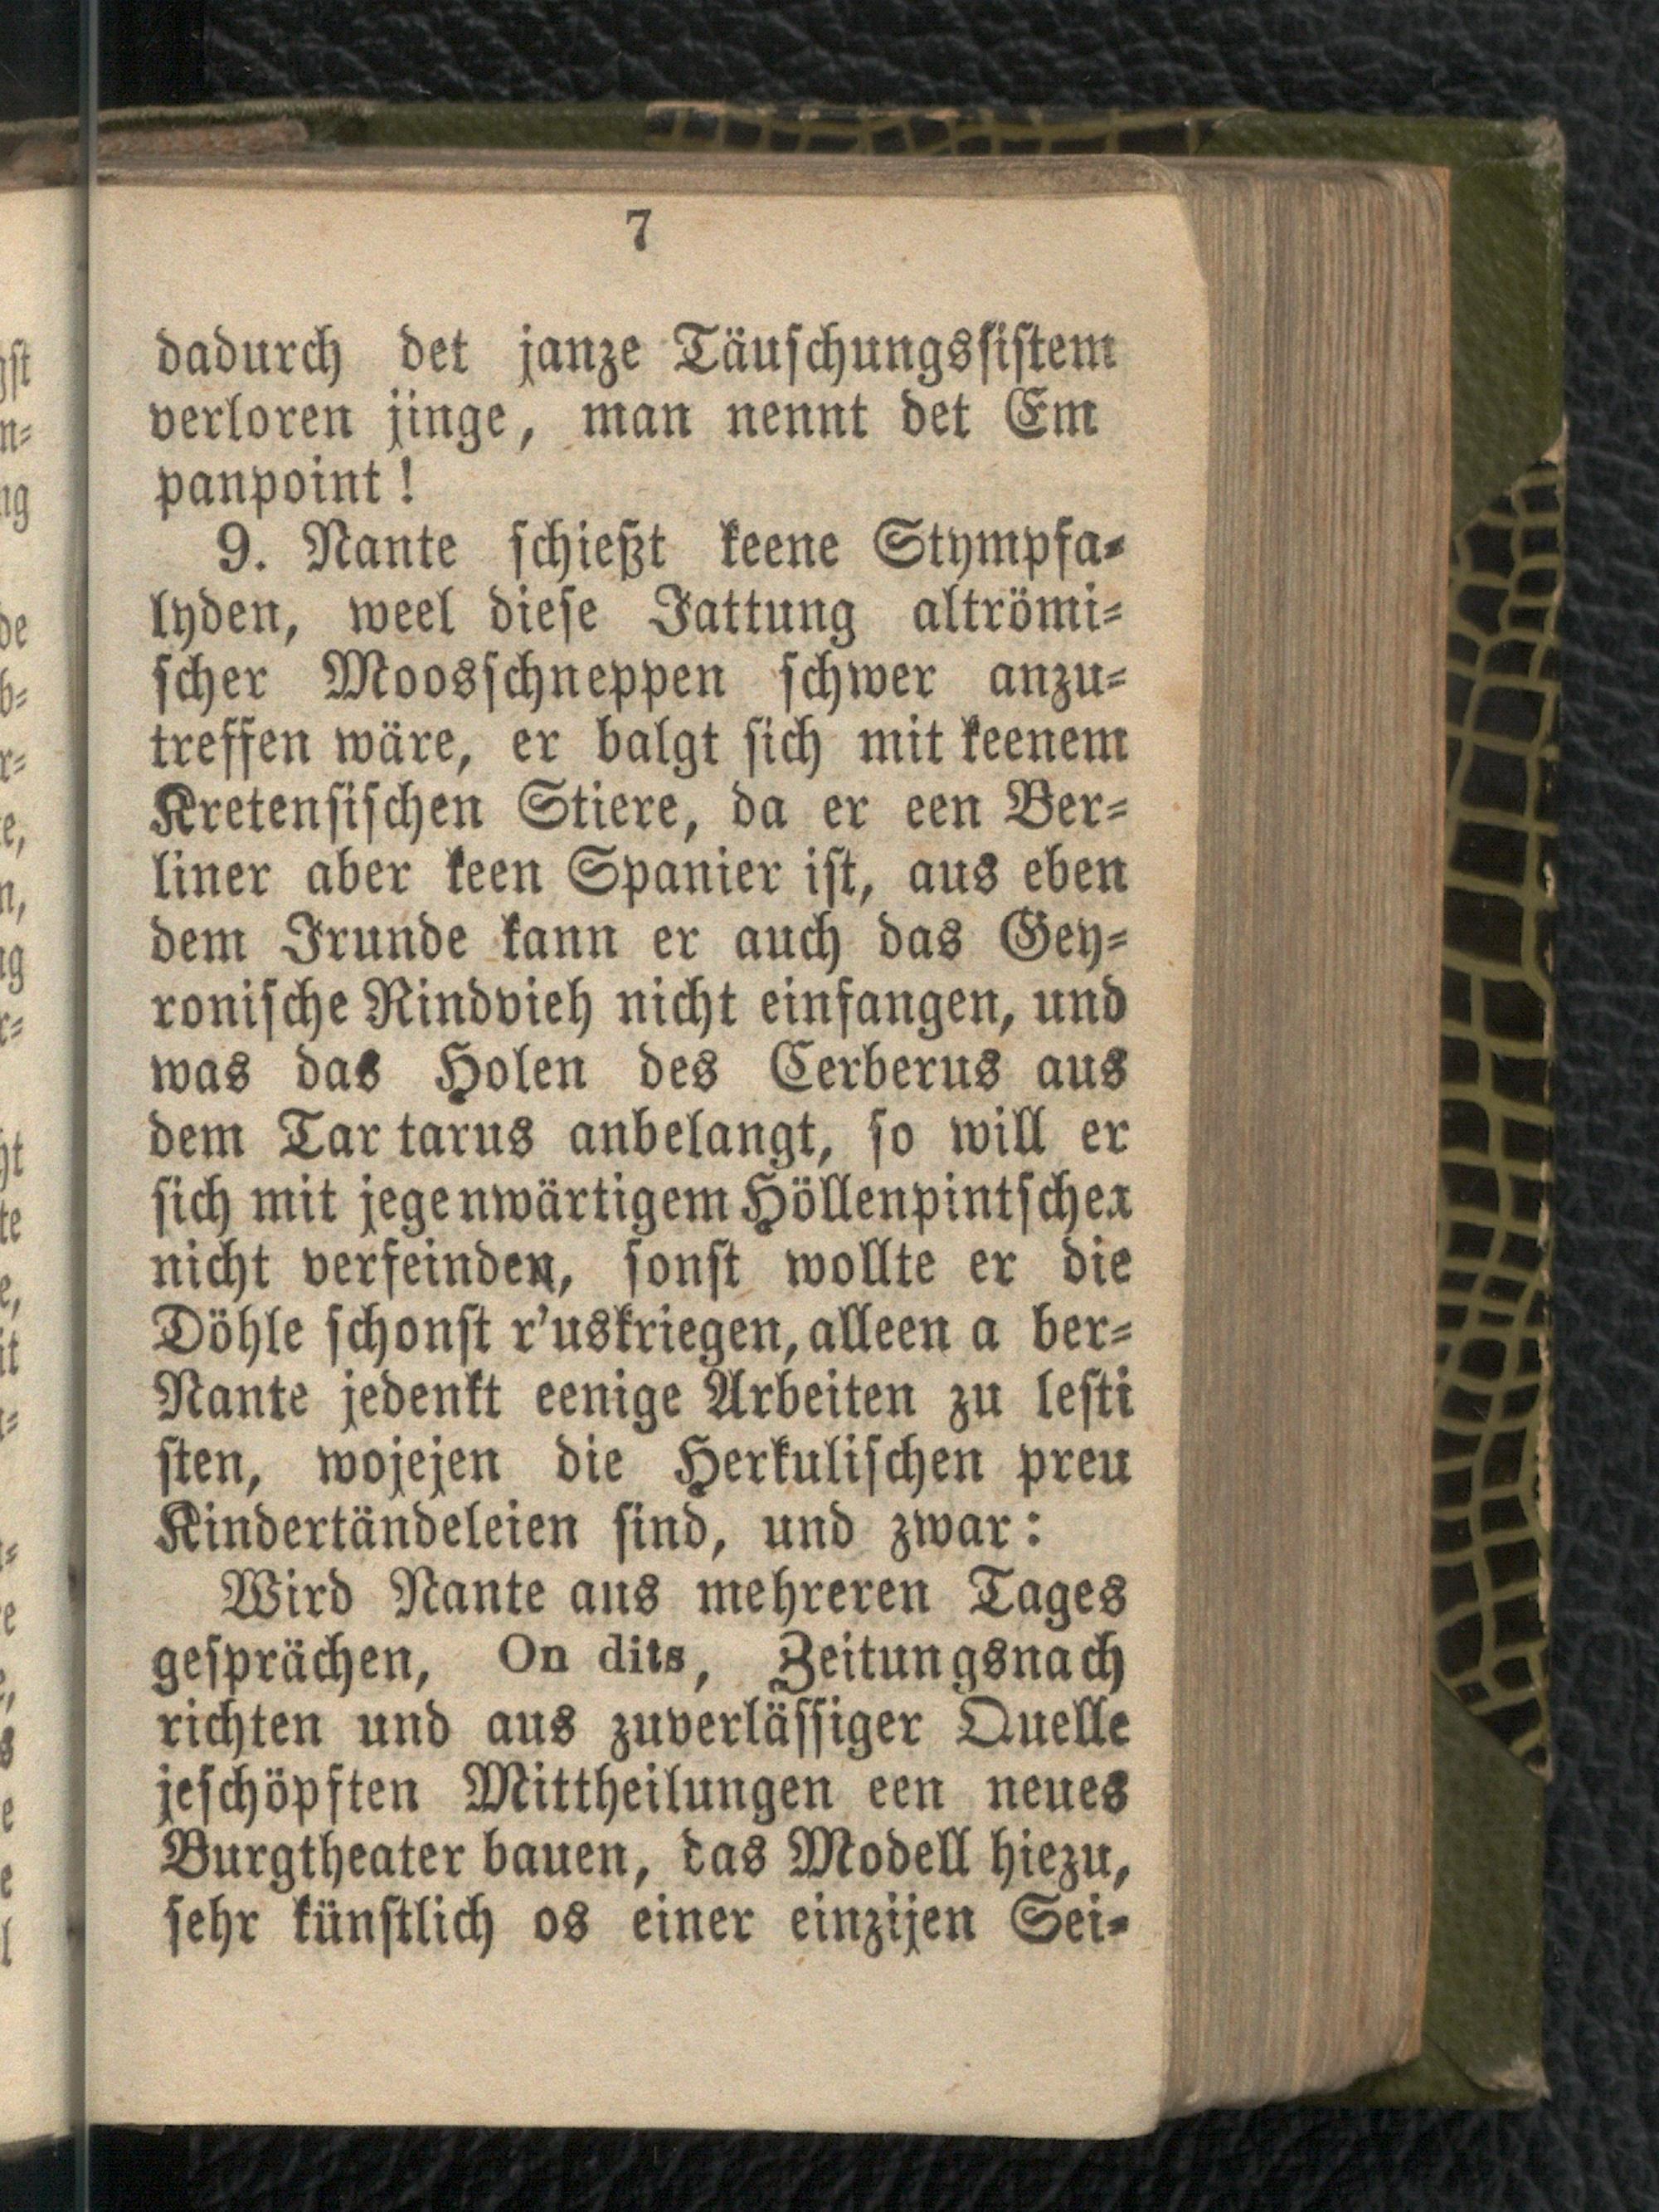 7
dadurch det janze Täuschungssistem
verloren jinge, man nennt det Em
panpoint!
9. Nante schießt keene Stympfa-
lyden, weel diese Jattung altrömi-
scher Moosschneppen schwer anzu-
treffen wäre, er balgt sich mit keenem
Kretensischen Stiere, da er een Ber-
liner aber keen Spanier ist, aus eben
dem Jrunde kann er auch das Gey-
ronische Rindvieh nicht einfangen, und
was das Holen des Cerberus aus
dem Tar tarus anbelangt, so will er
sich mit jegenwärtigem Höllenpintscher
nicht verfeinden, sonst wollte er die
Döhle schonst r'uskriegen, alleen a ber-
Nante jedenkt eenige Arbeiten zu lesti
sten, wojejen die Herkulischen preu
Kindertändeleien sind, und zwar:
Wird Nante aus mehreren Tages
gesprächen, On dits, Zeitungsnach
richten und aus zuverlässiger Quelle
jeschöpften Mittheilungen een neues
Burgtheater bauen, das Modell hiezu,
sehr künstlich os einer einzijen Sei-